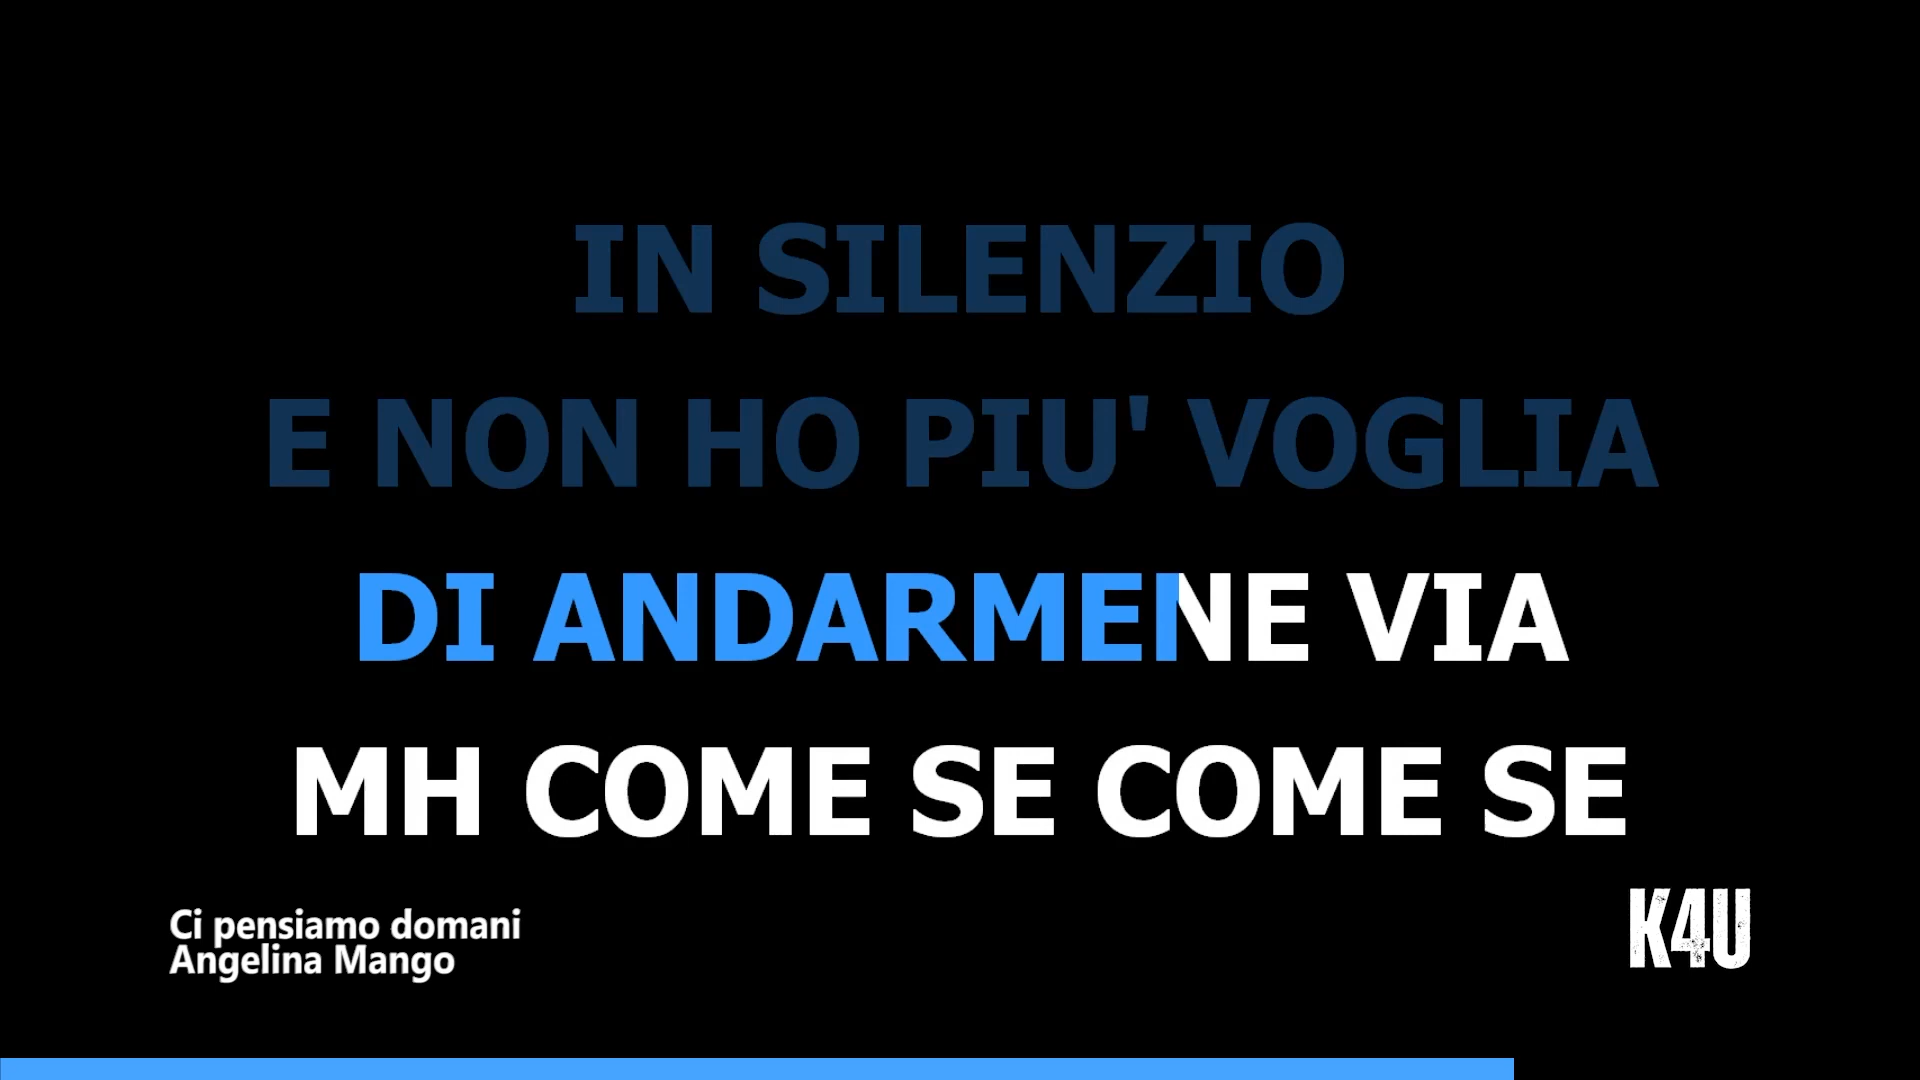 IN SILENZIO
E NON HO PIU' VOGLIA
DI ANDARMENE VIA
MH COME SE COME SE
Ci pensiamo domani
Angelina Mango
K4U